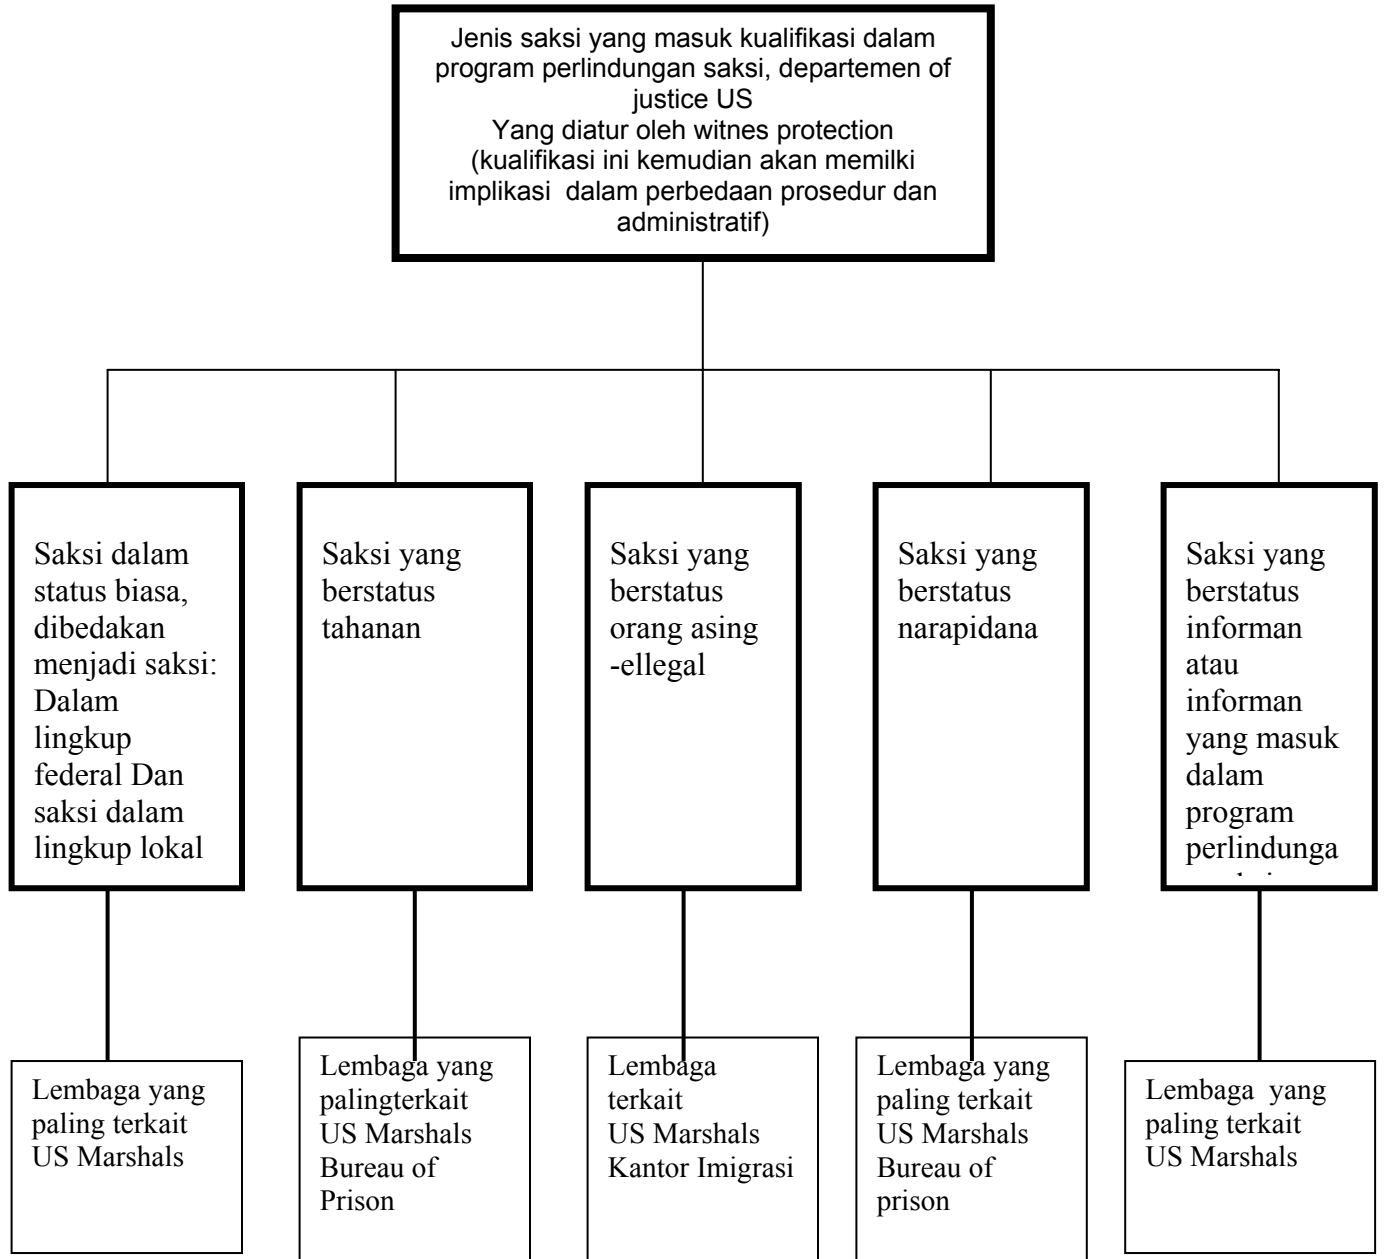 Jenis saksi yang masuk kualifikasi dalam
program perlindungan saksi, departemen of
justice US
Yang diatur oleh witnes protection
(kualifikasi ini kemudian akan memilki
implikasi dalam perbedaan prosedur dan
administratif)
Saksi dalam
status biasa,
dibedakan
menjadi saksi:
Dalam
lingkup
federal Dan
saksi dalam
lingkup lokal
Saksi yang
berstatus
tahanan
Saksi yang
berstatus
orang asing
-ellegal
Saksi yang
berstatus
narapidana
Saksi yang
berstatus
informan
atau
informan
yang masuk
dalam
program
perlindunga
Lembaga yang
paling terkait
US Marshals
Lembaga yang
palingterkait
US Marshals
Bureau of
Prison
Lembaga
terkait
US Marshals
Kantor Imigrasi
Lembaga yang
paling terkait
US Marshals
Bureau of
prison
Lembaga yang
paling terkait
US Marshals